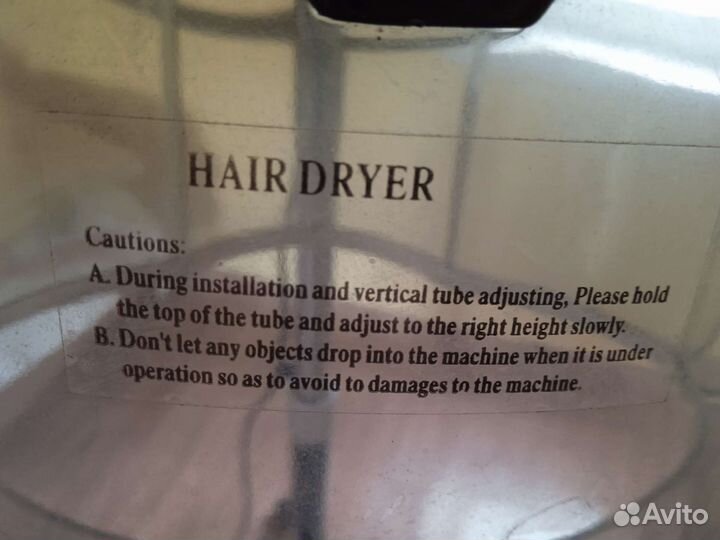 HAIR DRYER
Cautions:
A. During installation and vertical tube adjusting, Please hold
the top of the tube and adjust to the right height slowly.
B. Don't let any objects drop into the machine when it is under
operation so as to avoid to damages to the machine.
Avito